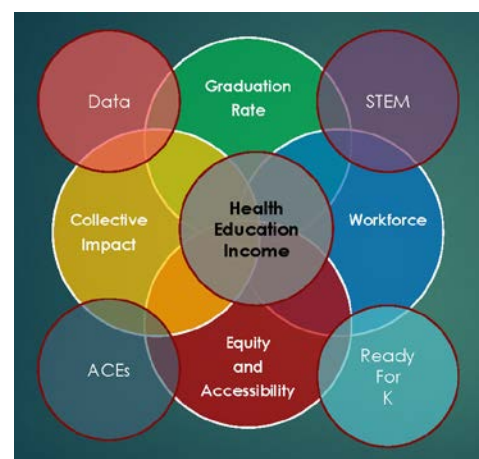 Data
Graduation
Rate
STEM
Collective
Impact
Health
Education
Income
Workforce
ACEs
Equity
and
Accessibility
Ready
For
K